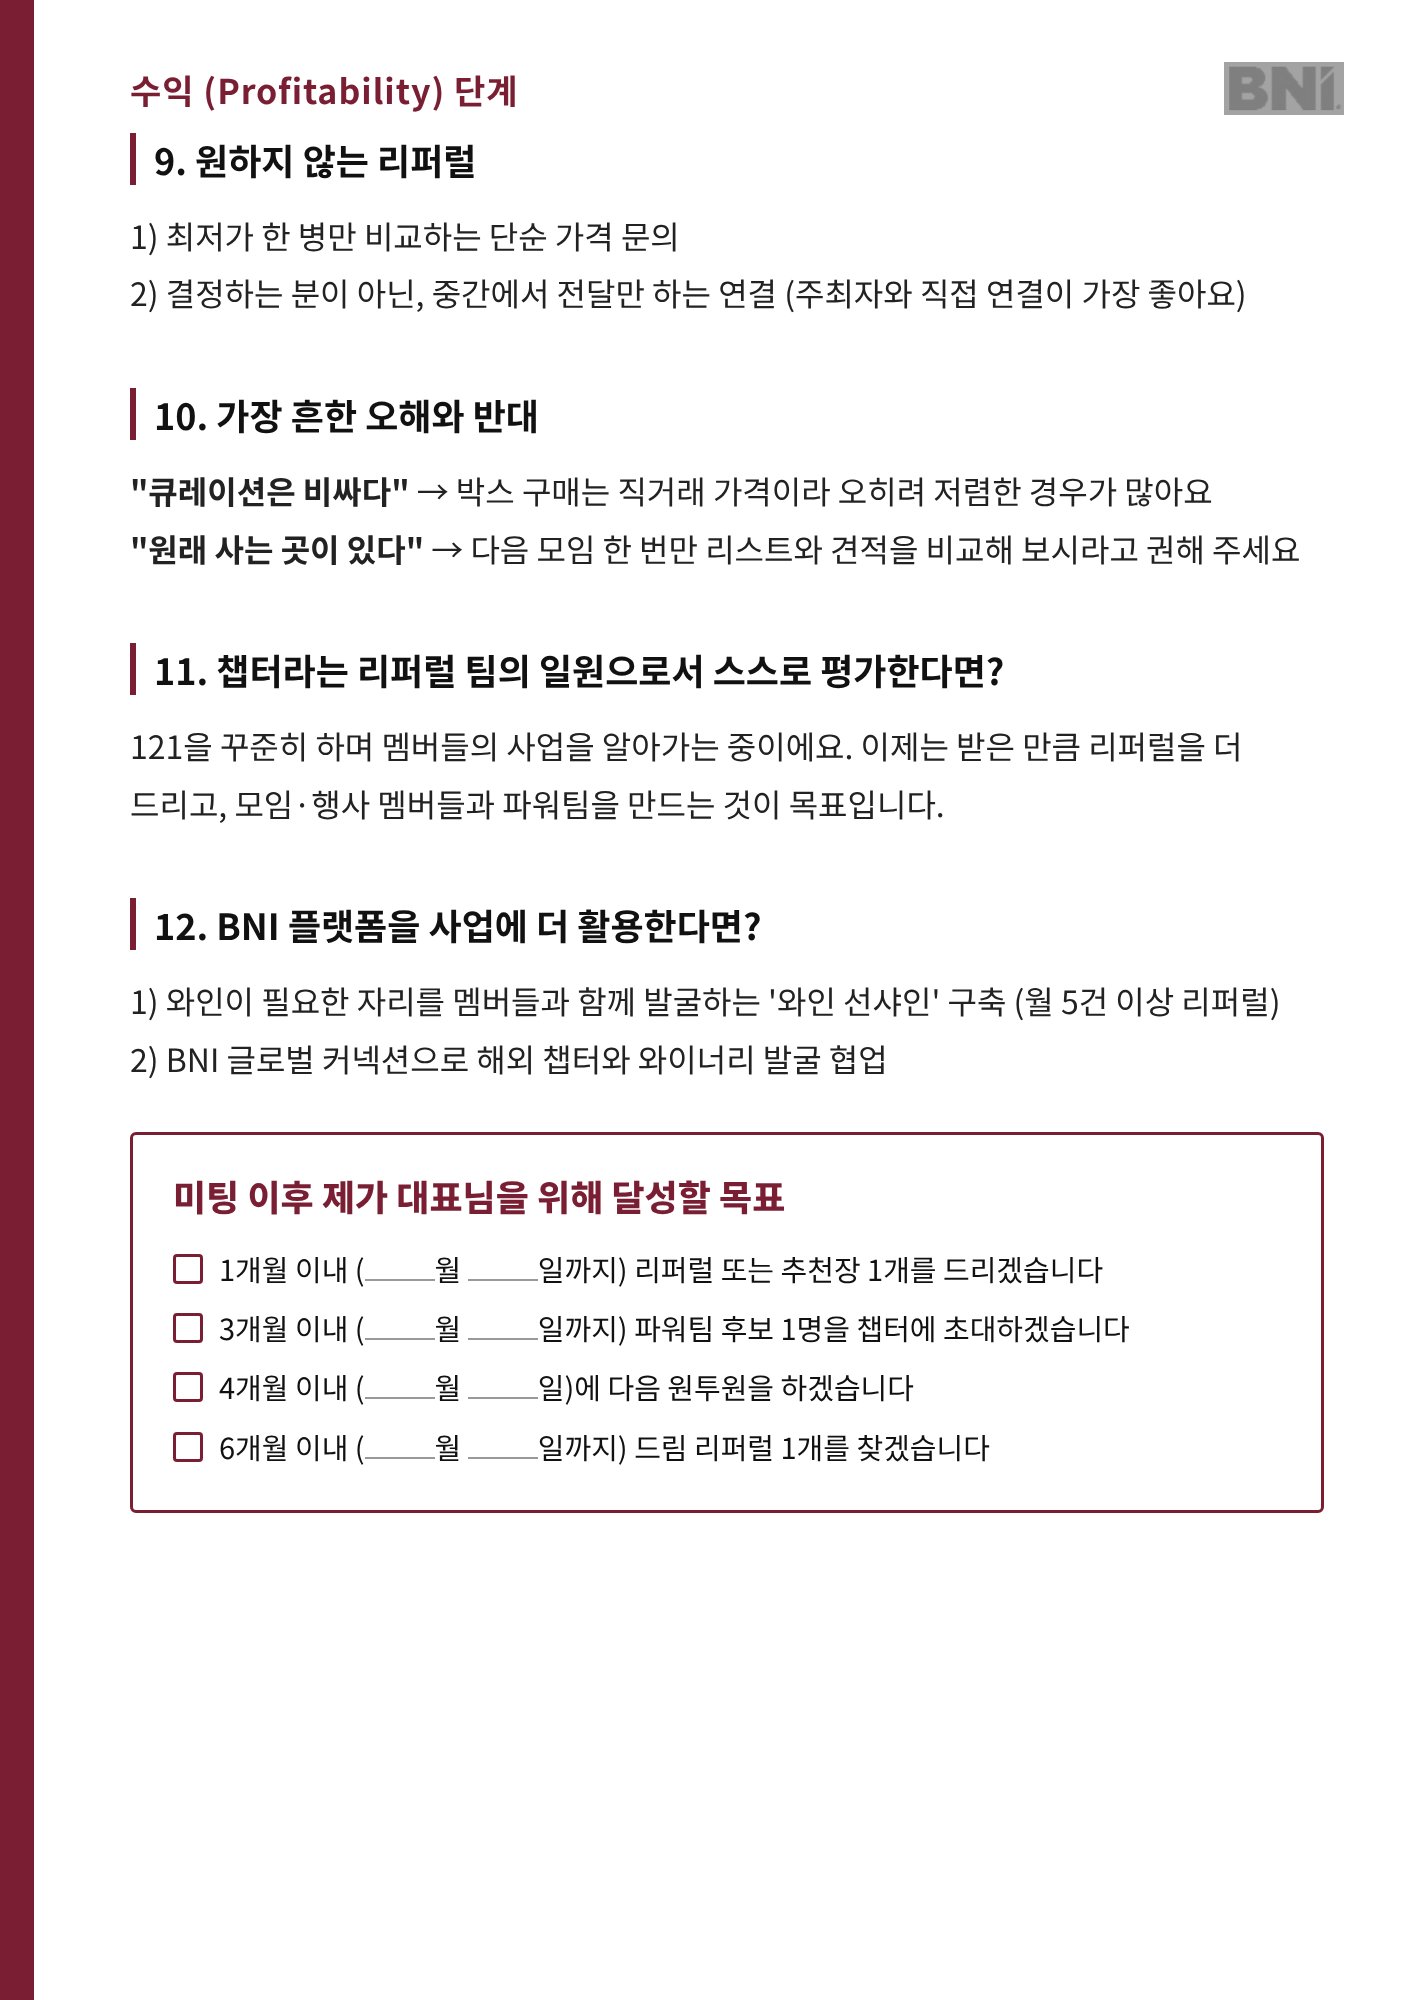 수익 (Profitability) 단계
BNI
9. 원하지 않는 리퍼럴
1) 최저가 한 병만 비교하는 단순 가격 문의
2) 결정하는 분이 아닌, 중간에서 전달만 하는 연결 (주최자와 직접 연결이 가장 좋아요)
10. 가장 흔한 오해와 반대
"큐레이션은 비싸다" → 박스 구매는 직거래 가격이라 오히려 저렴한 경우가 많아요
"원래 사는 곳이 있다" → 다음 모임 한 번만 리스트와 견적을 비교해 보시라고 권해 주세요
11. 챕터라는 리퍼럴 팀의 일원으로서 스스로 평가한다면?
121을 꾸준히 하며 멤버들의 사업을 알아가는 중이에요. 이제는 받은 만큼 리퍼럴을 더
드리고, 모임·행사 멤버들과 파워팀을 만드는 것이 목표입니다.
12. BNI 플랫폼을 사업에 더 활용한다면?
1) 와인이 필요한 자리를 멤버들과 함께 발굴하는 '와인 선샤인' 구축 (월 5건 이상 리퍼럴)
2) BNI 글로벌 커넥션으로 해외 챕터와 와이너리 발굴 협업
미팅 이후 제가 대표님을 위해 달성할 목표
1개월 이내 (_____월 _____일까지) 리퍼럴 또는 추천장 1개를 드리겠습니다
3개월 이내 (_____월 _____일까지) 파워팀 후보 1명을 챕터에 초대하겠습니다
4개월 이내 (_____월 _____일)에 다음 원투원을 하겠습니다
6개월 이내 (_____월 _____일까지) 드림 리퍼럴 1개를 찾겠습니다